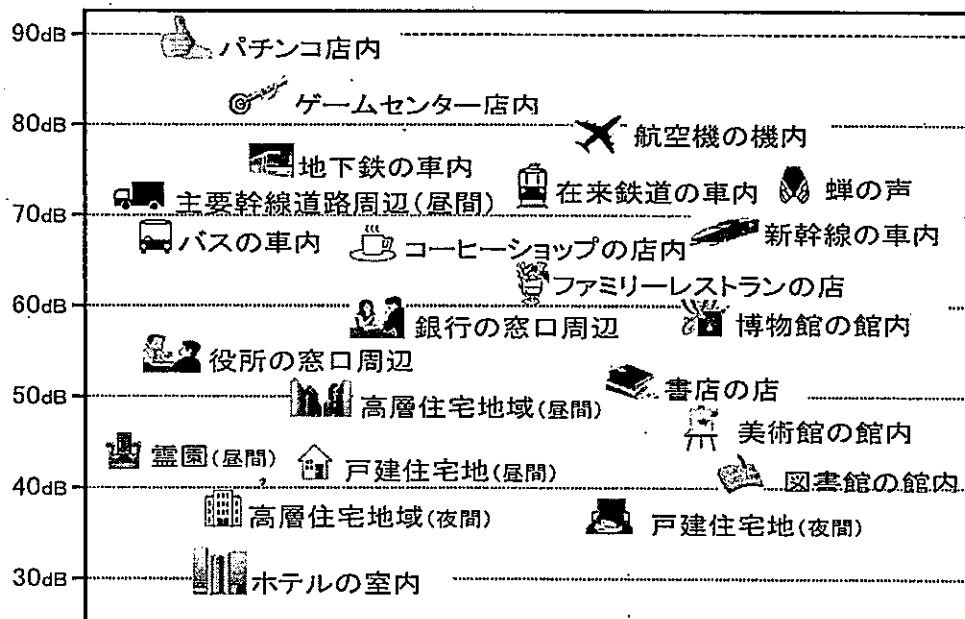 90dB
パチンコ店内
ゲームセンター店内
80dB
航空機の機内
地下鉄の車内
在来鉄道の車内
蝉の声
主要幹線道路周辺(昼間)
70dB
バスの車内
コーヒーショップの店内
新幹線の車内
ファミリーレストランの店
60dB
銀行の窓口周辺
博物館の館内
役所の窓口周辺
50dB
書店の店
高層住宅地域(昼間)
美術館の館内
霊園(昼間)
戸建住宅地(昼間)
図書館の館内
40dB
高層住宅地域(夜間)
戸建住宅地(夜間)
30dB
ホテルの室内